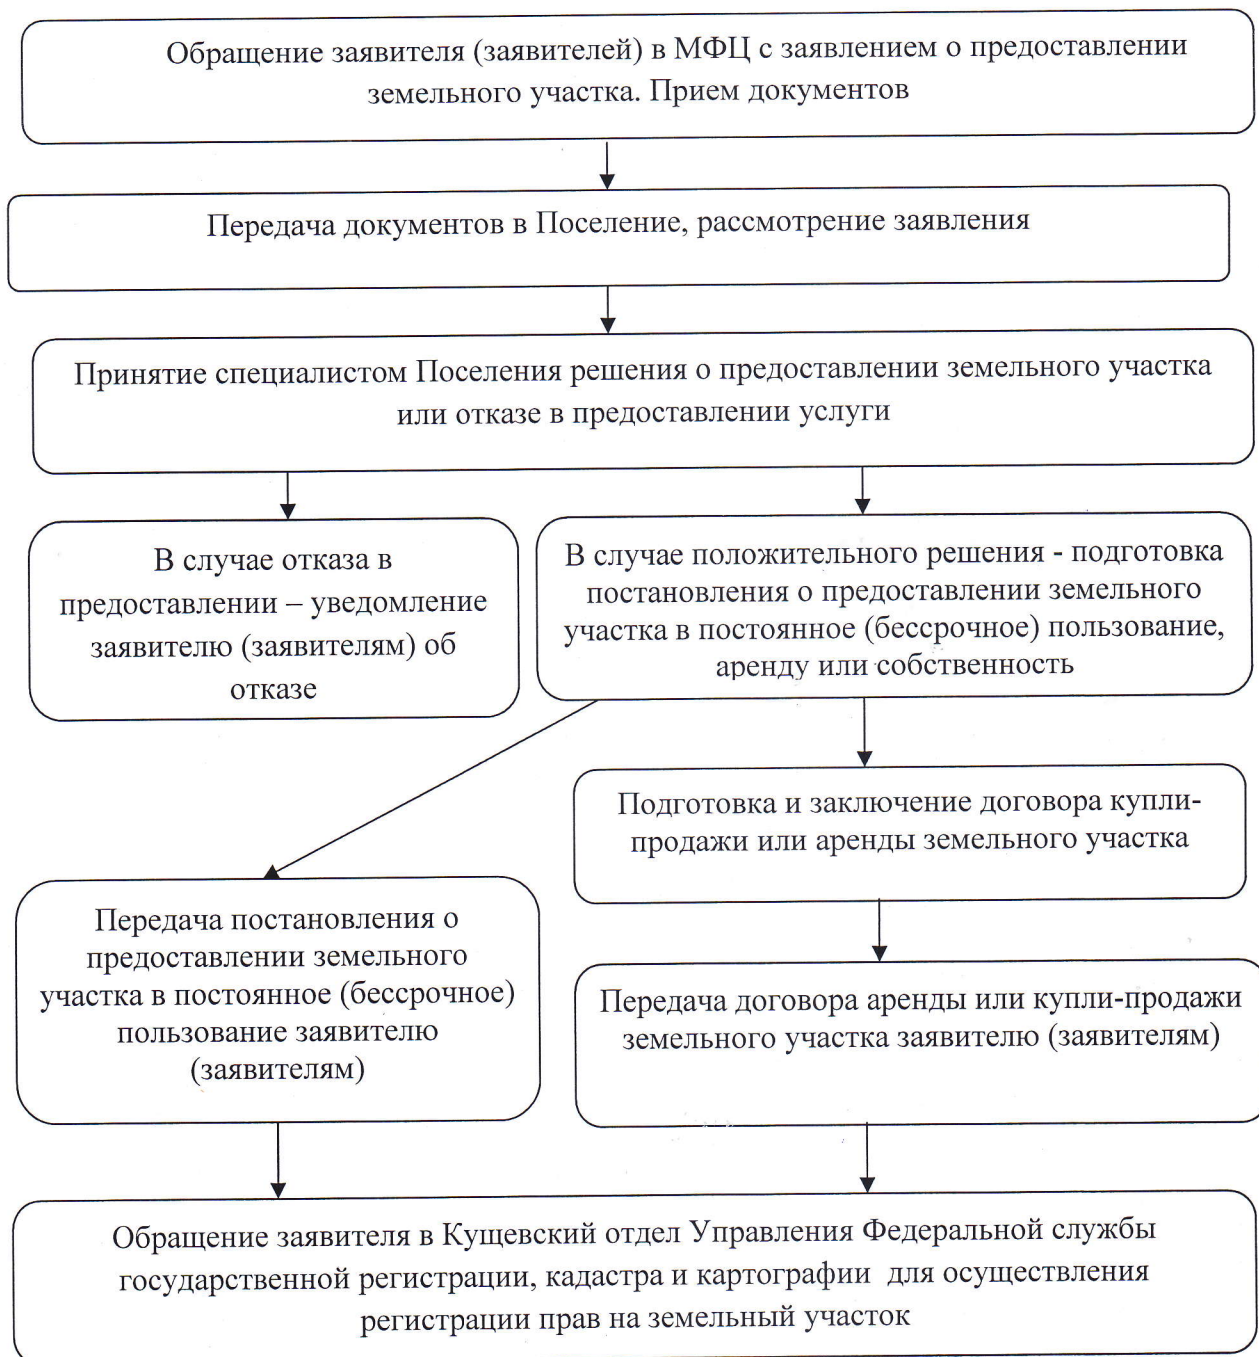 Обращение заявителя (заявителей) в МФЦ с заявлением о предоставлении
земельного участка. Прием документов
Передача документов в Поселение, рассмотрение заявления
Принятие специалистом Поселения решения о предоставлении земельного участка
или отказе в предоставлении услуги
В случае отказа в
предоставлении – уведомление
заявителю (заявителям) об
отказе
В случае положительного решения - подготовка
постановления о предоставлении земельного
участка в постоянное (бессрочное) пользование,
аренду или собственность
Подготовка и заключение договора купли-
продажи или аренды земельного участка
Передача постановления о
предоставлении земельного
участка в постоянное (бессрочное)
пользование заявителю
(заявителям)
Передача договора аренды или купли-продажи
земельного участка заявителю (заявителям)
Обращение заявителя в Кущевский отдел Управления Федеральной службы
государственной регистрации, кадастра и картографии для осуществления
регистрации прав на земельный участок